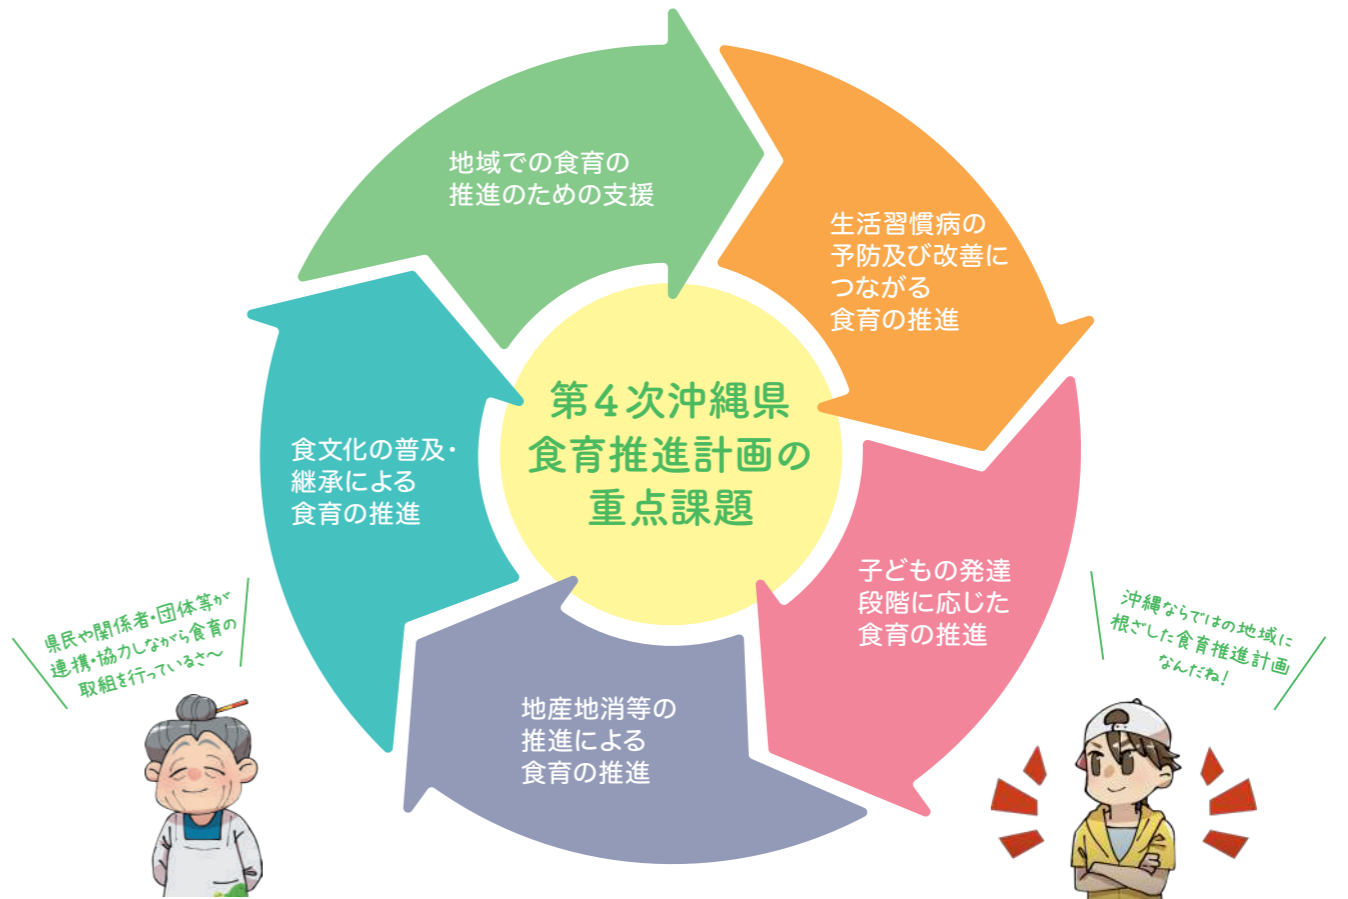 地域での食育の
推進のための支援
生活習慣病の
予防及び改善に
つながる
食育の推進
第4次沖縄県
食育推進計画の
重点課題
食文化の普及・
継承による
食育の推進
子どもの発達
段階に応じた
食育の推進
地産地消等の
推進による
食育の推進
県民や関係者・団体等が
連携・協力しながら食育の
取組を行っているさ〜
沖縄ならではの地域に
根ざした食育推進計画
なんだね!